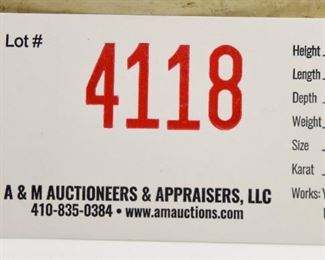 Lot #
4118
A & M AUCTIONEERS & APPRAISERS, LLC
410-835-0384 • www.amauctions.com
Height
Length
Depth
Weight
Size
Karat
Works: